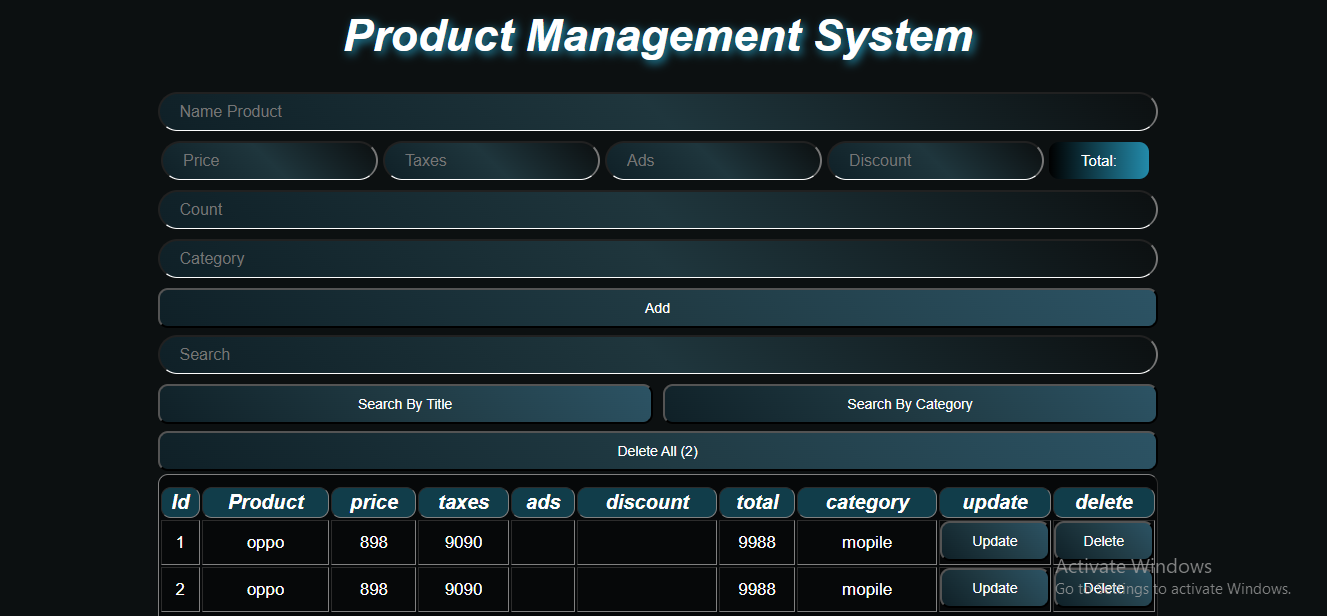 Product Management System
Name Product
Price Taxes Ads Discount Total:
Count
Category
Add
Search
Search By Title Search By Category
Delete All (2)
Id Product price taxes ads discount total category update delete
1 oppo 898 9090 9988 mopile Update Delete
Activate Windows
2 oppo 898 9090 9988 mopile Update Delete
Go to Settings to activate Windows.